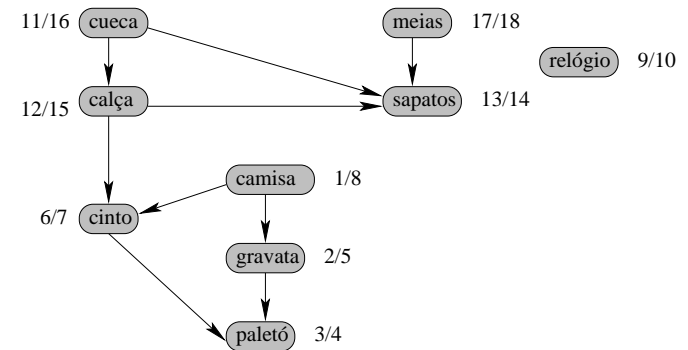 11/16 cueca meias 17/18
relógio 9/10
12/15 calça sapatos 13/14
camisa 1/8
6/7 cinto
gravata 2/5
paletó 3/4